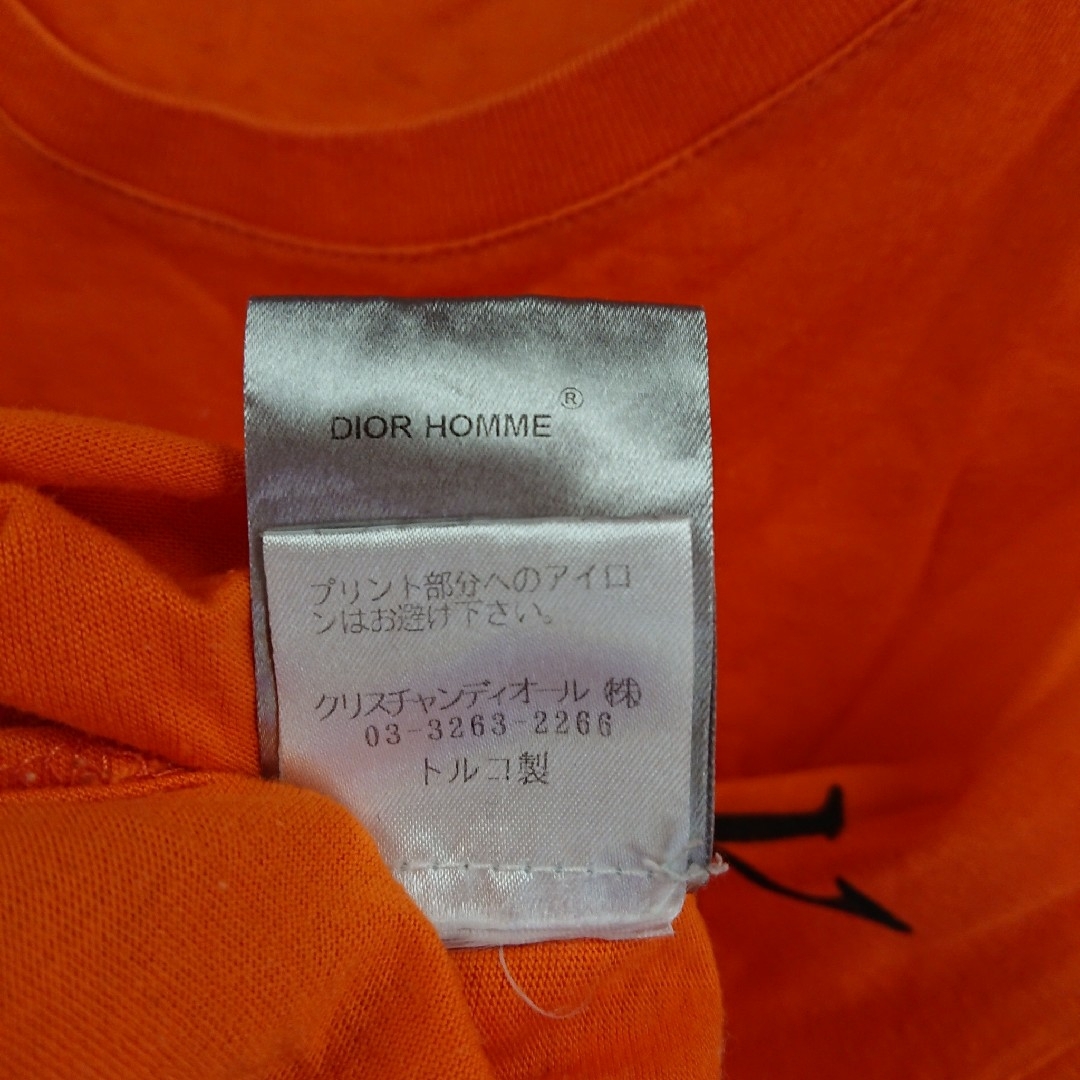 DIOR HOMME®
プリント部分へのアイロ
ンはお避け下さい。
クリスチャンディオール㈱
03-3263-2266
トルコ製